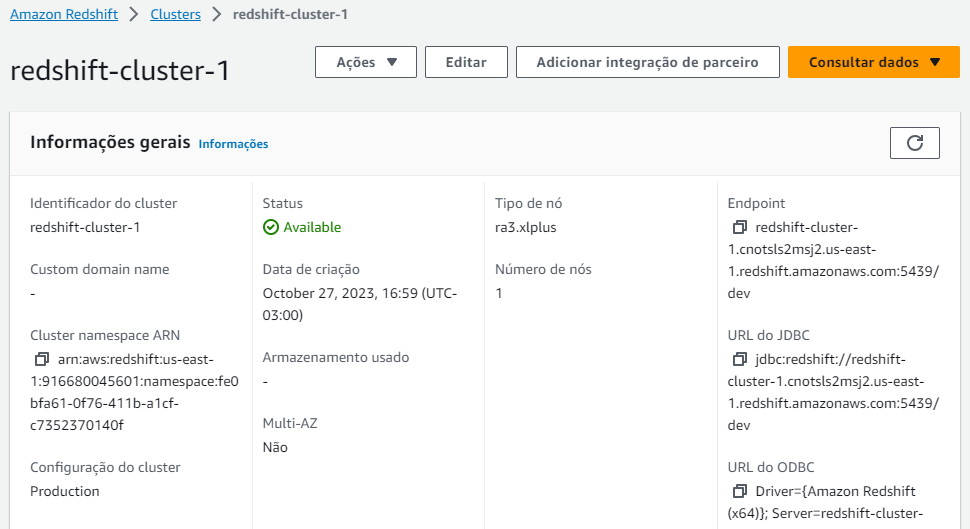 Amazon Redshift > Clusters > redshift-cluster-1
redshift-cluster-1
Ações
Editar
Adicionar integração de parceiro
Consultar dados
Informações gerais Informações
Identificador do cluster
redshift-cluster-1
Custom domain name
-
Cluster namespace ARN
arn:aws:redshift:us-east-
1:916680045601:namespace:fe0
bfa61-0f76-411b-a1cf-
c7352370140f
Configuração do cluster
Production
Status
Available
Data de criação
October 27, 2023, 16:59 (UTC-
03:00)
Armazenamento usado
-
Multi-AZ
Não
Tipo de nó
ra3.xlplus
Número de nós
1
Endpoint
redshift-cluster-
1.cnotsls2msj2.us-east-
1.redshift.amazonaws.com:5439/
dev
URL do JDBC
jdbc:redshift://redshift-
cluster-1.cnotsls2msj2.us-east-
1.redshift.amazonaws.com:5439/
dev
URL do ODBC
Driver={Amazon Redshift
(x64)}; Server=redshift-cluster-